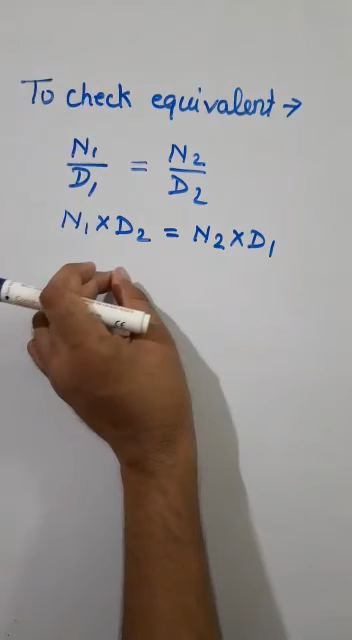 To check equivalent →
N₁/D₁ = N₂/D₂
N₁ × D₂ = N₂ × D₁